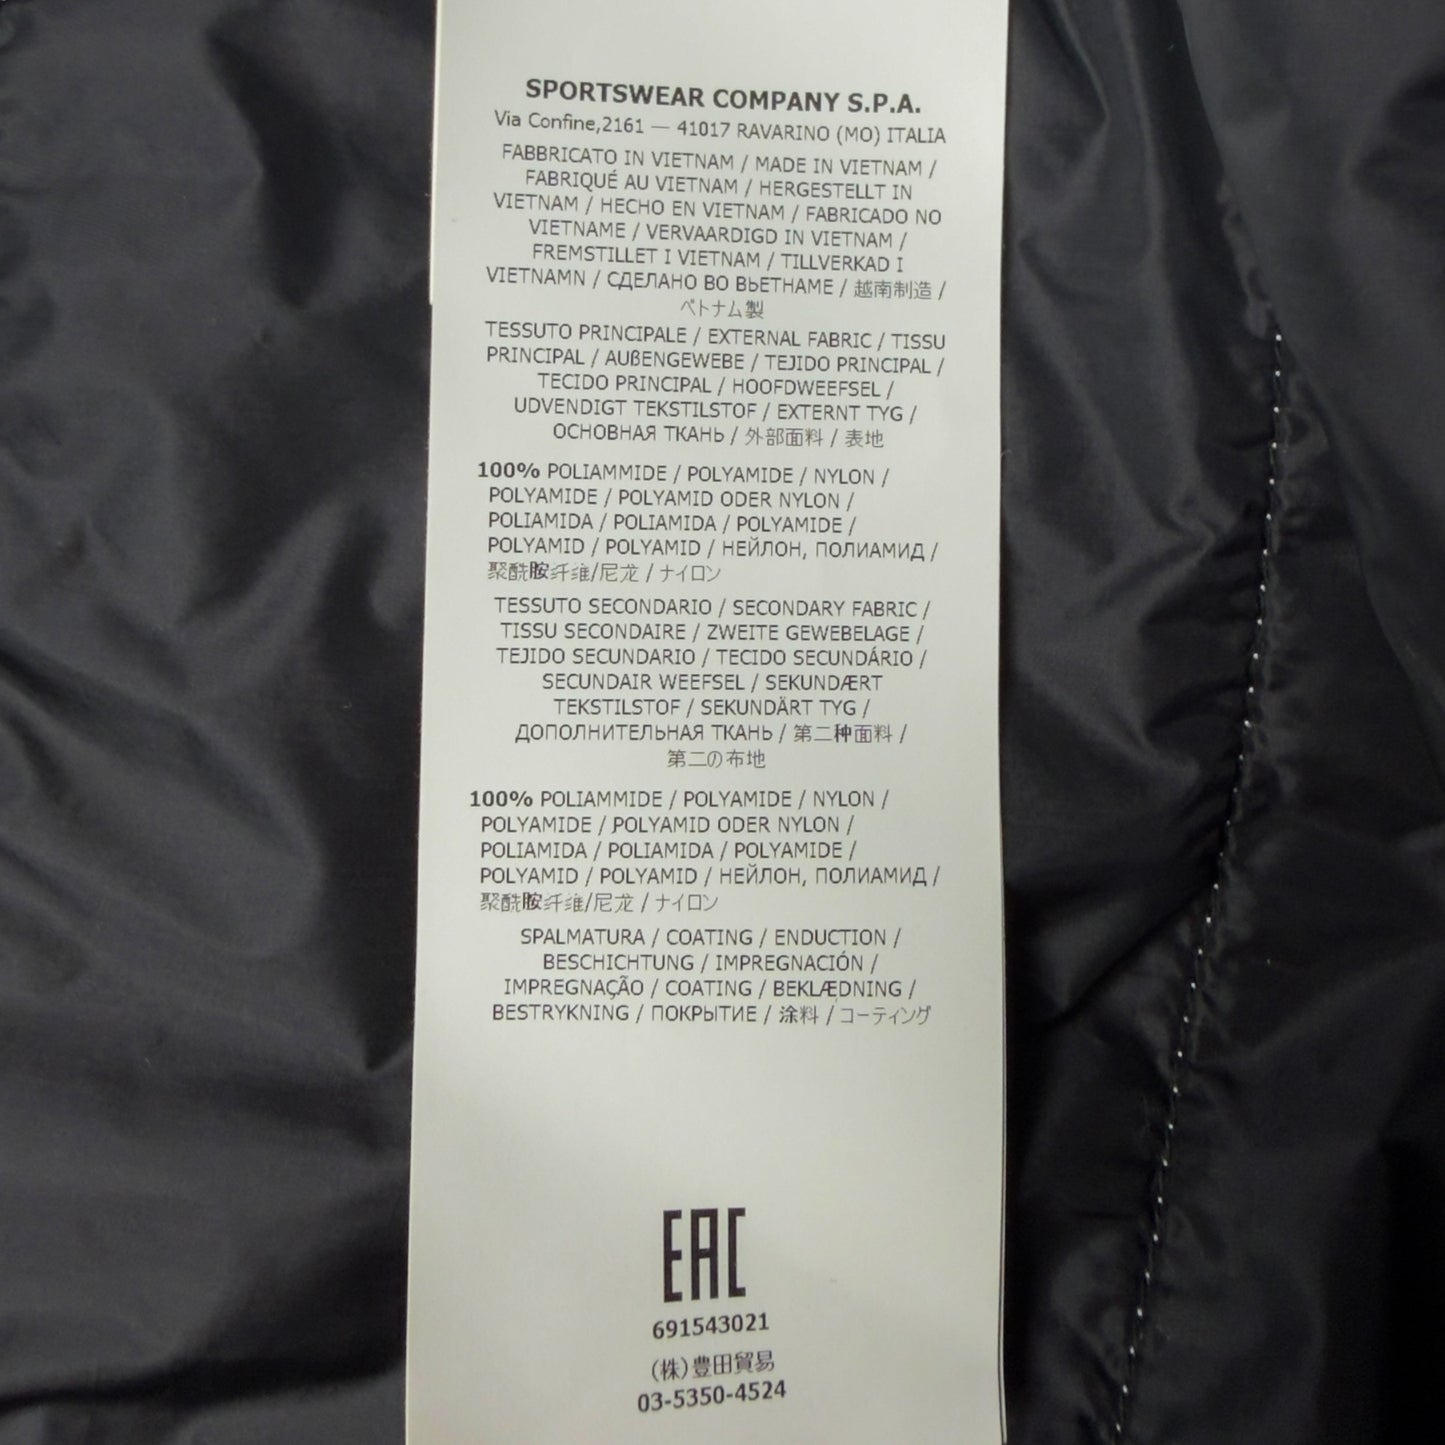 SPORTSWEAR COMPANY S.P.A.
Via Confine,2161 — 41017 RAVARINO (MO) ITALIA
FABBRICATO IN VIETNAM / MADE IN VIETNAM /
FABRIQUÉ AU VIETNAM / HERGESTELLT IN
VIETNAM / HECHO EN VIETNAM / FABRICADO NO
VIETNAME / VERVAARDIGD IN VIETNAM /
FREMSTILLET I VIETNAM / TILLVERKAD I
VIETNAMN / СДЕЛАНО ВО ВЬЕТНАМЕ / 越南制造 /
ベトナム製
TESSUTO PRINCIPALE / EXTERNAL FABRIC / TISSU
PRINCIPAL / AUßENGEWEBE / TEJIDO PRINCIPAL /
TECIDO PRINCIPAL / HOOFDWEEFSEL /
UDVENDIGT TEKSTILSTOF / EXTERNT TYG /
ОСНОВНАЯ ТКАНЬ / 外部面料 / 表地
100% POLIAMMIDE / POLYAMIDE / NYLON /
POLYAMIDE / POLYAMID ODER NYLON /
POLIAMIDA / POLIAMIDA / POLYAMIDE /
POLYAMID / POLYAMID / НЕЙЛОН, ПОЛИАМИД /
聚酰胺纤维/尼龙 / ナイロン
TESSUTO SECONDARIO / SECONDARY FABRIC /
TISSU SECONDAIRE / ZWEITE GEWEBELAGE /
TEJIDO SECUNDARIO / TECIDO SECUNDÁRIO /
SECUNDAIR WEEFSEL / SEKUNDÆRT
TEKSTILSTOF / SEKUNDÄRT TYG /
ДОПОЛНИТЕЛЬНАЯ ТКАНЬ / 第二种面料 /
第二の布地
100% POLIAMMIDE / POLYAMIDE / NYLON /
POLYAMIDE / POLYAMID ODER NYLON /
POLIAMIDA / POLIAMIDA / POLYAMIDE /
POLYAMID / POLYAMID / НЕЙЛОН, ПОЛИАМИД /
聚酰胺纤维/尼龙 / ナイロン
SPALMATURA / COATING / ENDUCTION /
BESCHICHTUNG / IMPREGNACIÓN /
IMPREGNAÇÃO / COATING / BEKLÆDNING /
BESTRYKNING / ПОКРЫТИЕ / 涂料 / コーティング
EAC
691543021
(株)豊田貿易
03-5350-4524